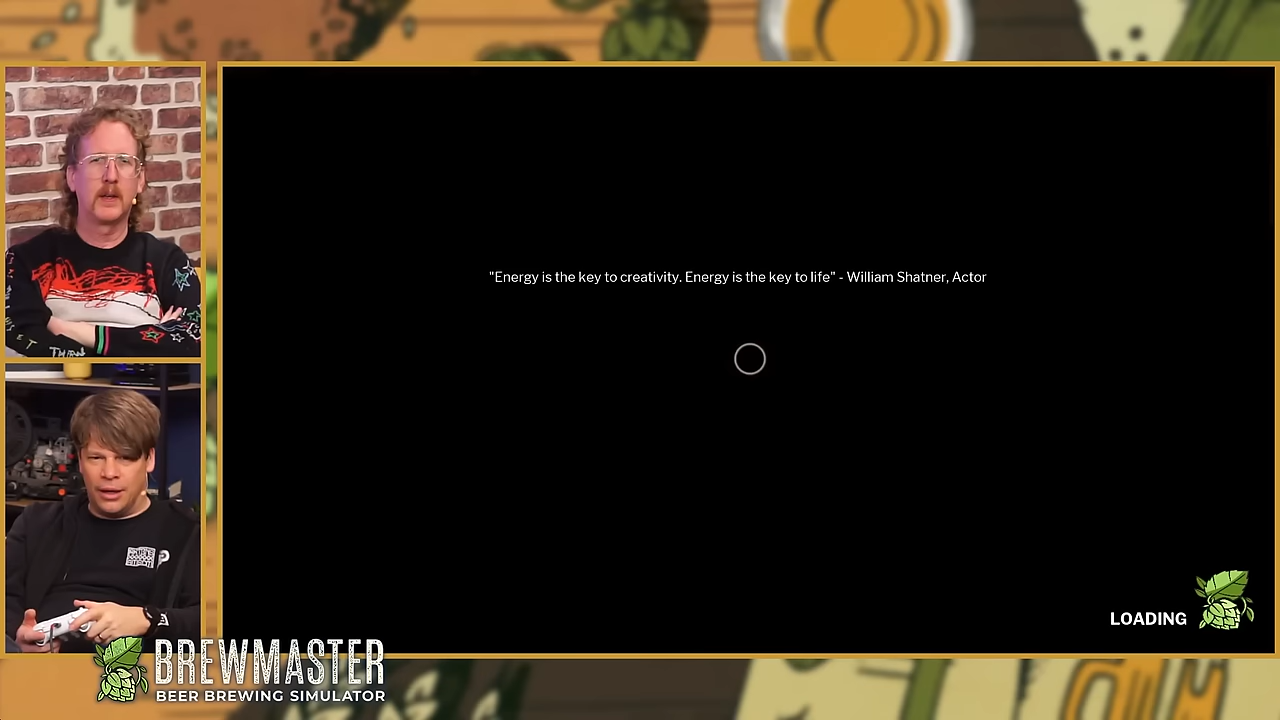 "Energy is the key to creativity. Energy is the key to life" - William Shatner, Actor
LOADING
BREWMASTER
BEER BREWING SIMULATOR